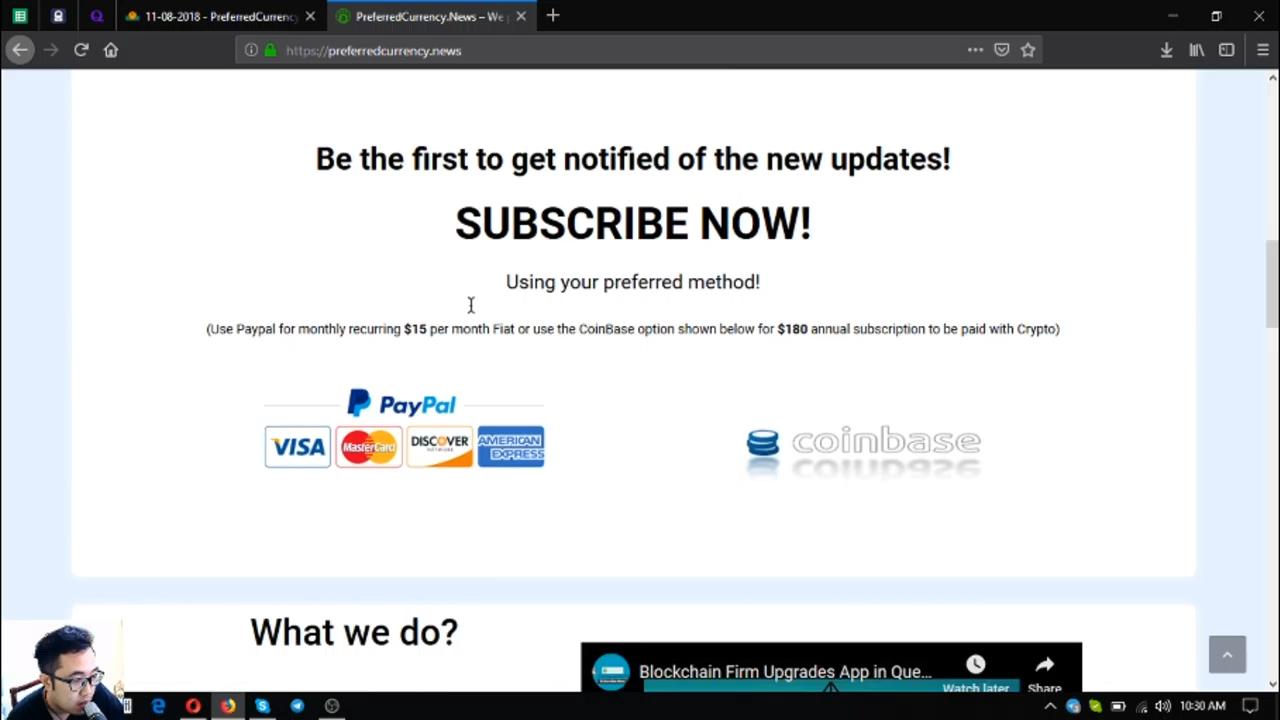 11-08-2018 - PreferredCurrency
PreferredCurrency.News – We p
https://preferredcurrency.news
Be the first to get notified of the new updates!
SUBSCRIBE NOW!
Using your preferred method!
(Use Paypal for monthly recurring $15 per month Fiat or use the CoinBase option shown below for $180 annual subscription to be paid with Crypto)
PayPal
VISA MasterCard DISCOVER NETWORK AMERICAN EXPRESS
coinbase
What we do?
Blockchain Firm Upgrades App in Que...
Watch later Share
10:30 AM